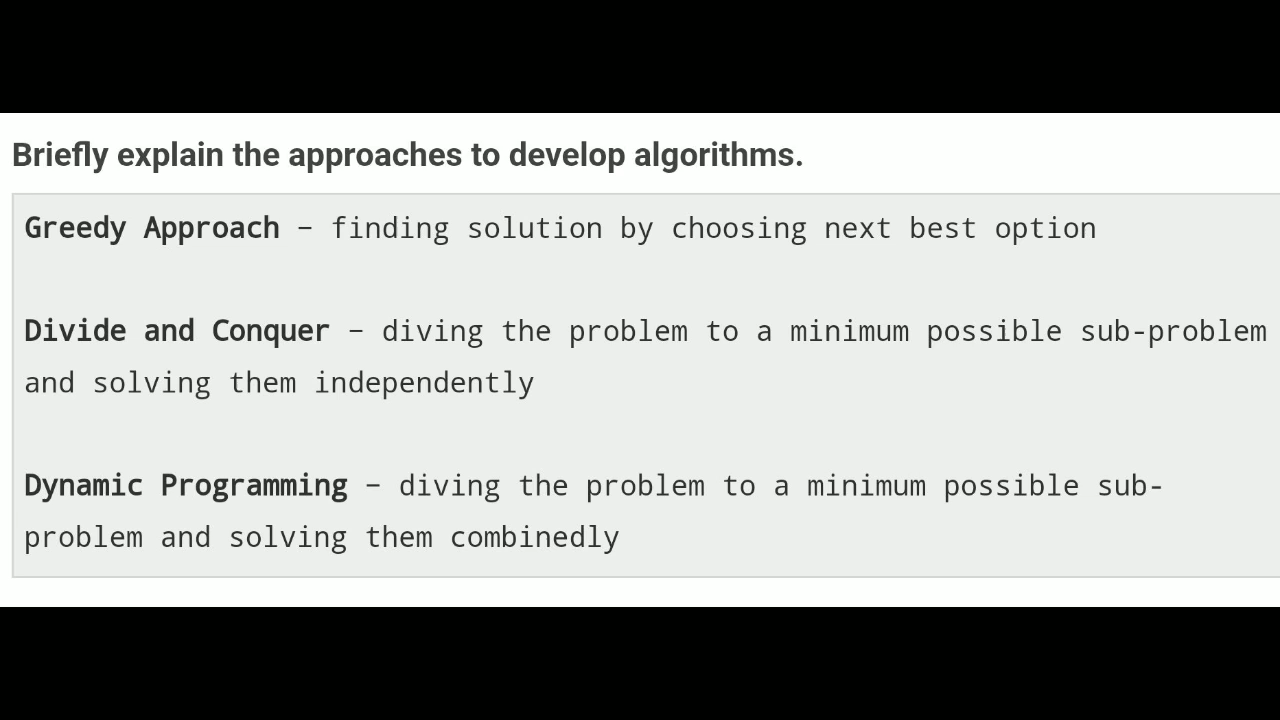 Briefly explain the approaches to develop algorithms.
Greedy Approach − finding solution by choosing next best option
Divide and Conquer − diving the problem to a minimum possible sub-problem
and solving them independently
Dynamic Programming − diving the problem to a minimum possible sub-
problem and solving them combinedly